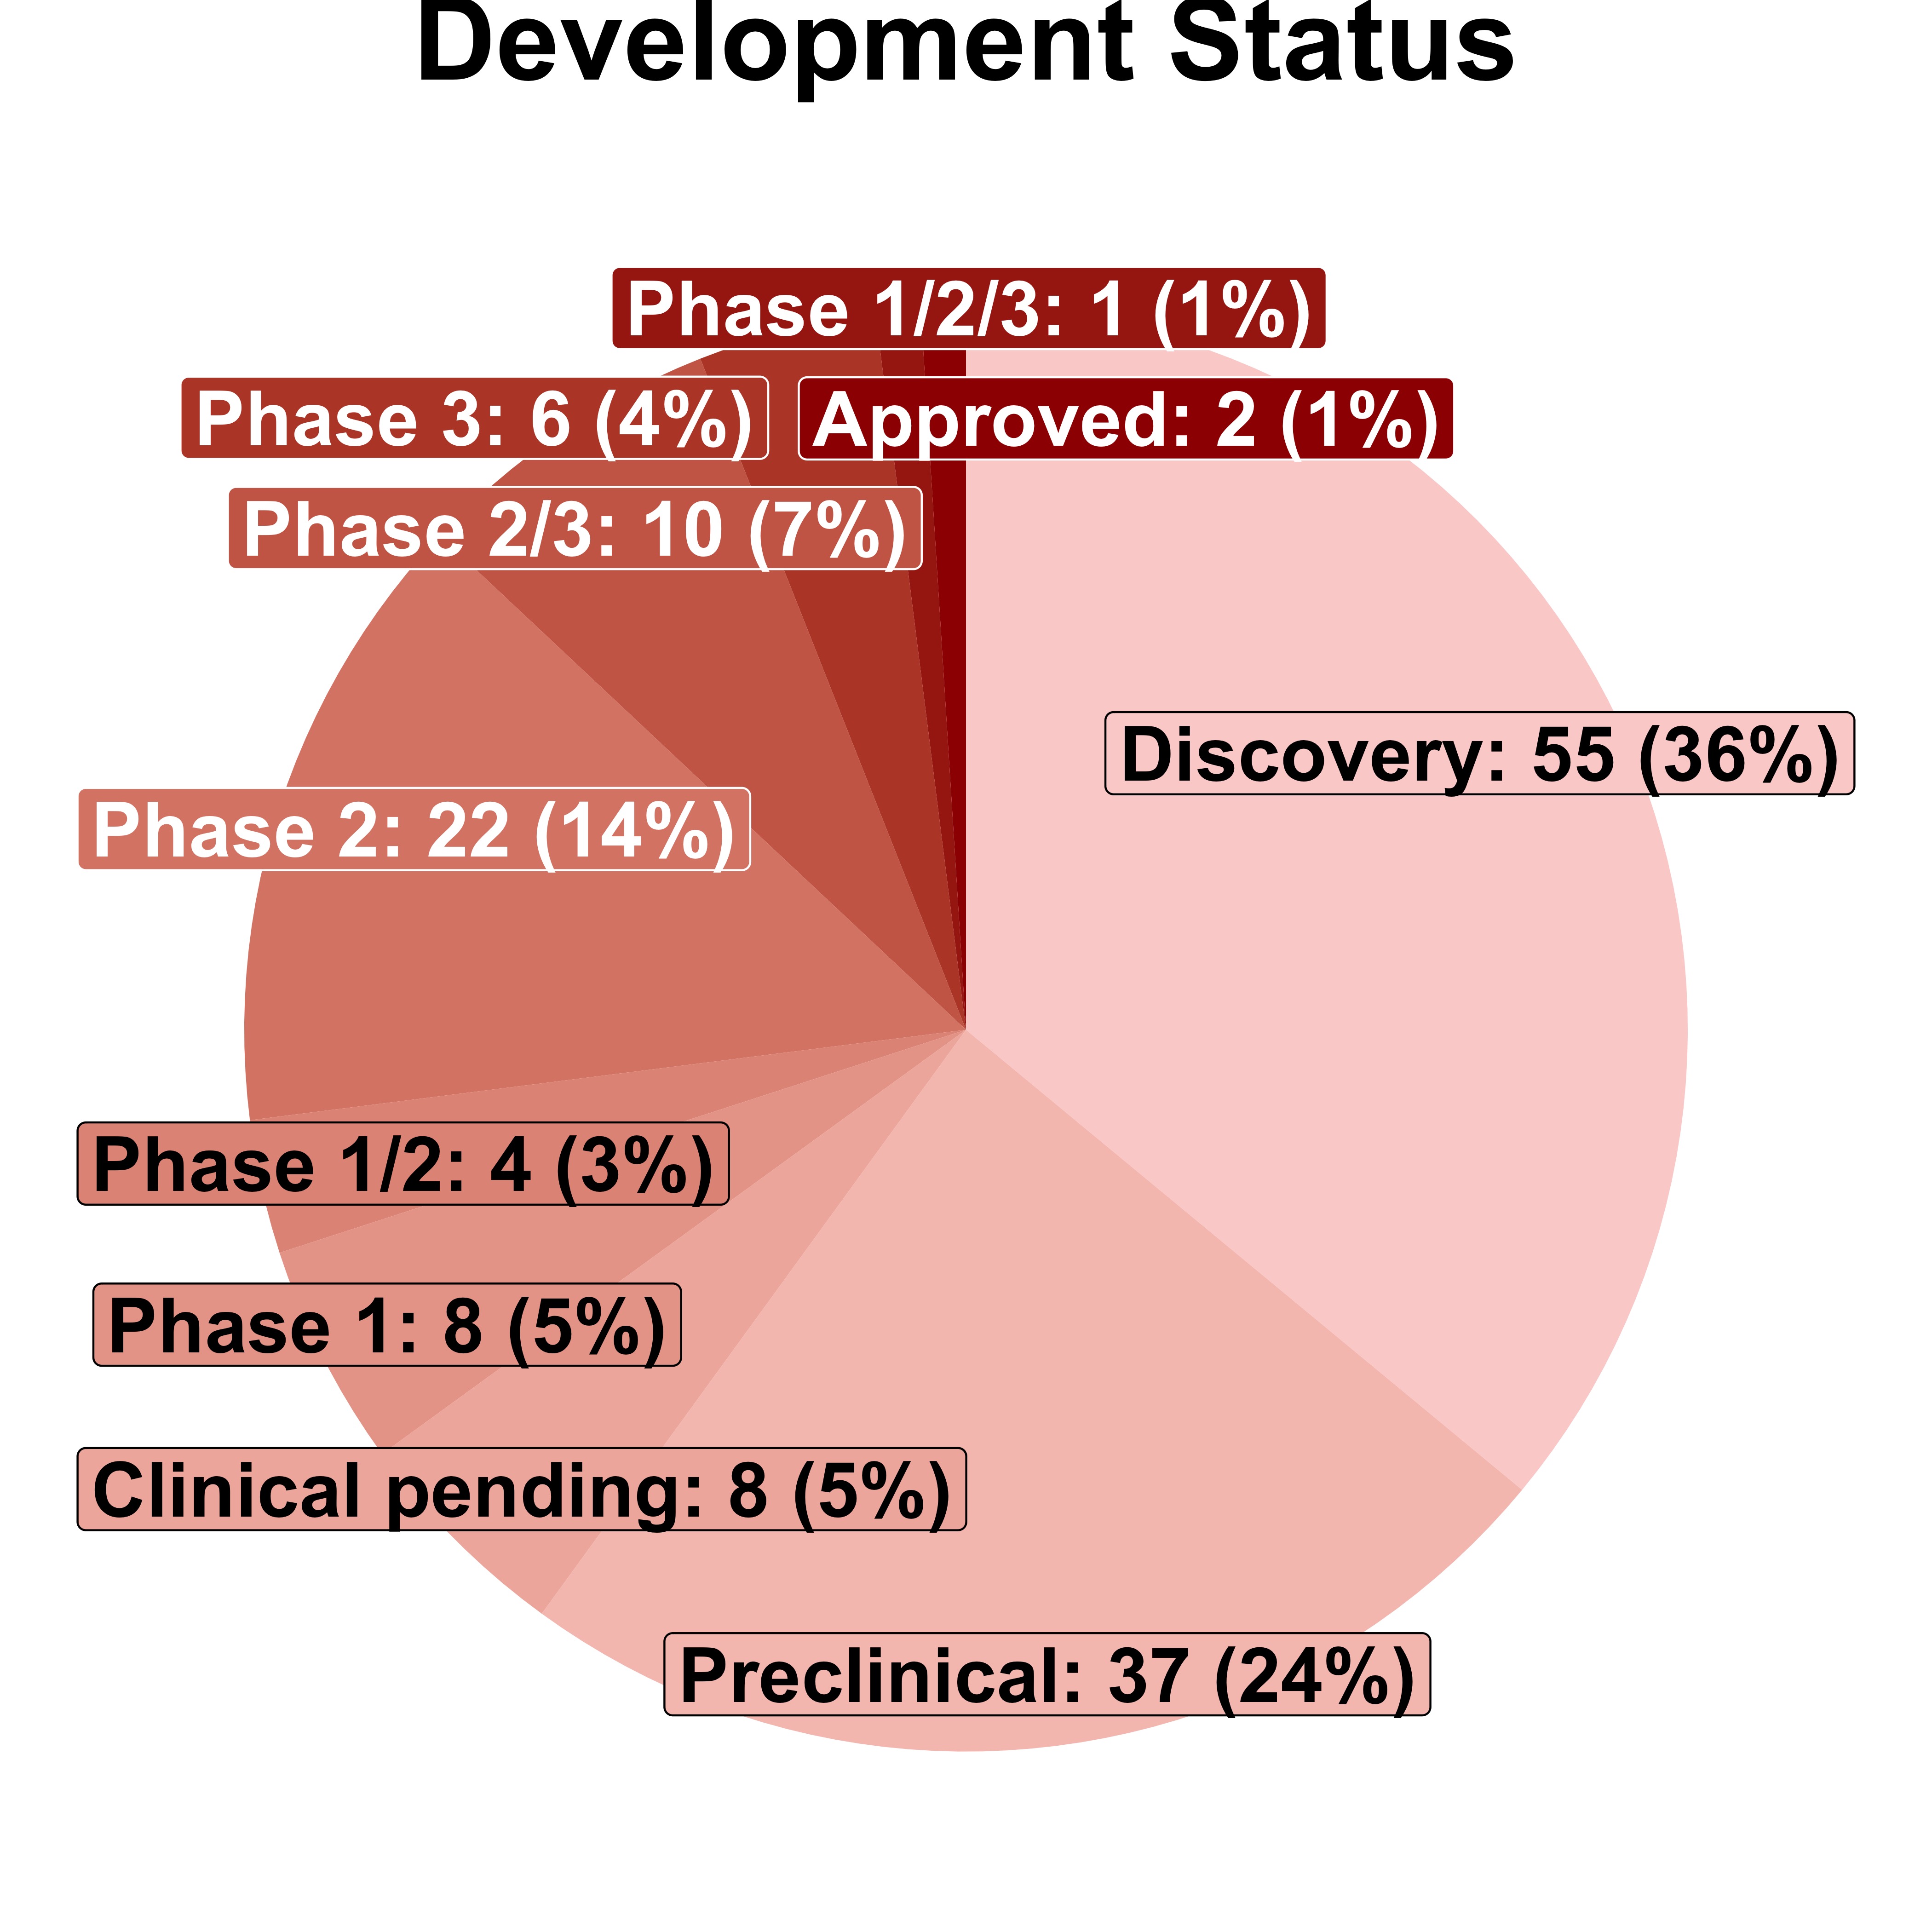 Development Status
Phase 1/2/3: 1 (1%)
Phase 3: 6 (4%)
Approved: 2 (1%)
Phase 2/3: 10 (7%)
Discovery: 55 (36%)
Phase 2: 22 (14%)
Phase 1/2: 4 (3%)
Phase 1: 8 (5%)
Clinical pending: 8 (5%)
Preclinical: 37 (24%)